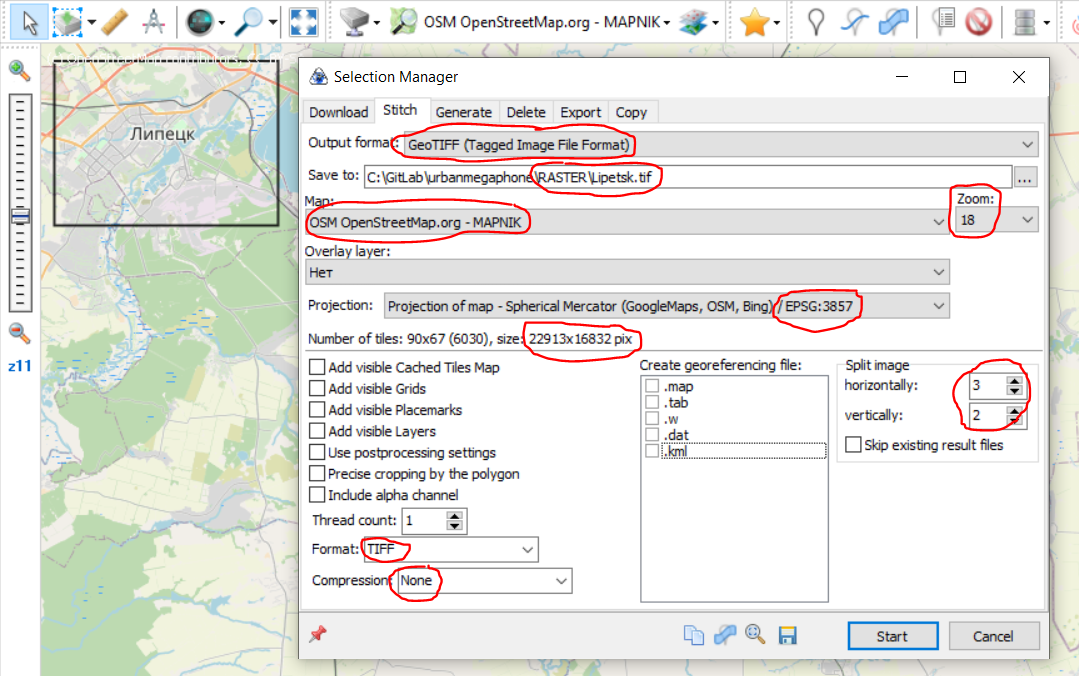 OSM OpenStreetMap.org - MAPNIK
Липецк
z11
Selection Manager
Download Stitch Generate Delete Export Copy
Output format: GeoTIFF (Tagged Image File Format)
Save to: C:\GitLab\urbanmegaphone\RASTER\Lipetsk.tif ...
Map: Zoom:
OSM OpenStreetMap.org - MAPNIK 18
Overlay layer:
Нет
Projection: Projection of map - Spherical Mercator (GoogleMaps, OSM, Bing) / EPSG:3857
Number of tiles: 90x67 (6030), size: 22913x16832 pix
Add visible Cached Tiles Map
Add visible Grids
Add visible Placemarks
Add visible Layers
Use postprocessing settings
Precise cropping by the polygon
Include alpha channel
Thread count: 1
Format: TIFF
Compression: None
Create georeferencing file:
.map
.tab
.w
.dat
.kml
Split image
horizontally: 3
vertically: 2
Skip existing result files
Start Cancel